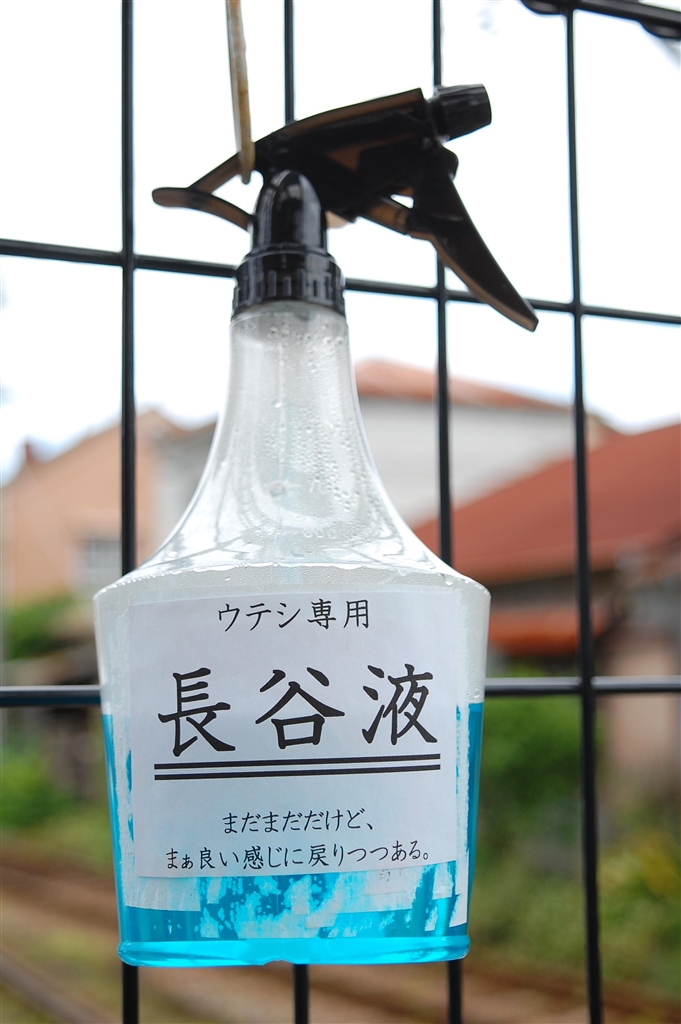 ウテシ専用
長谷液
まだまだだけど、
まぁ良い感じに戻りつつある。